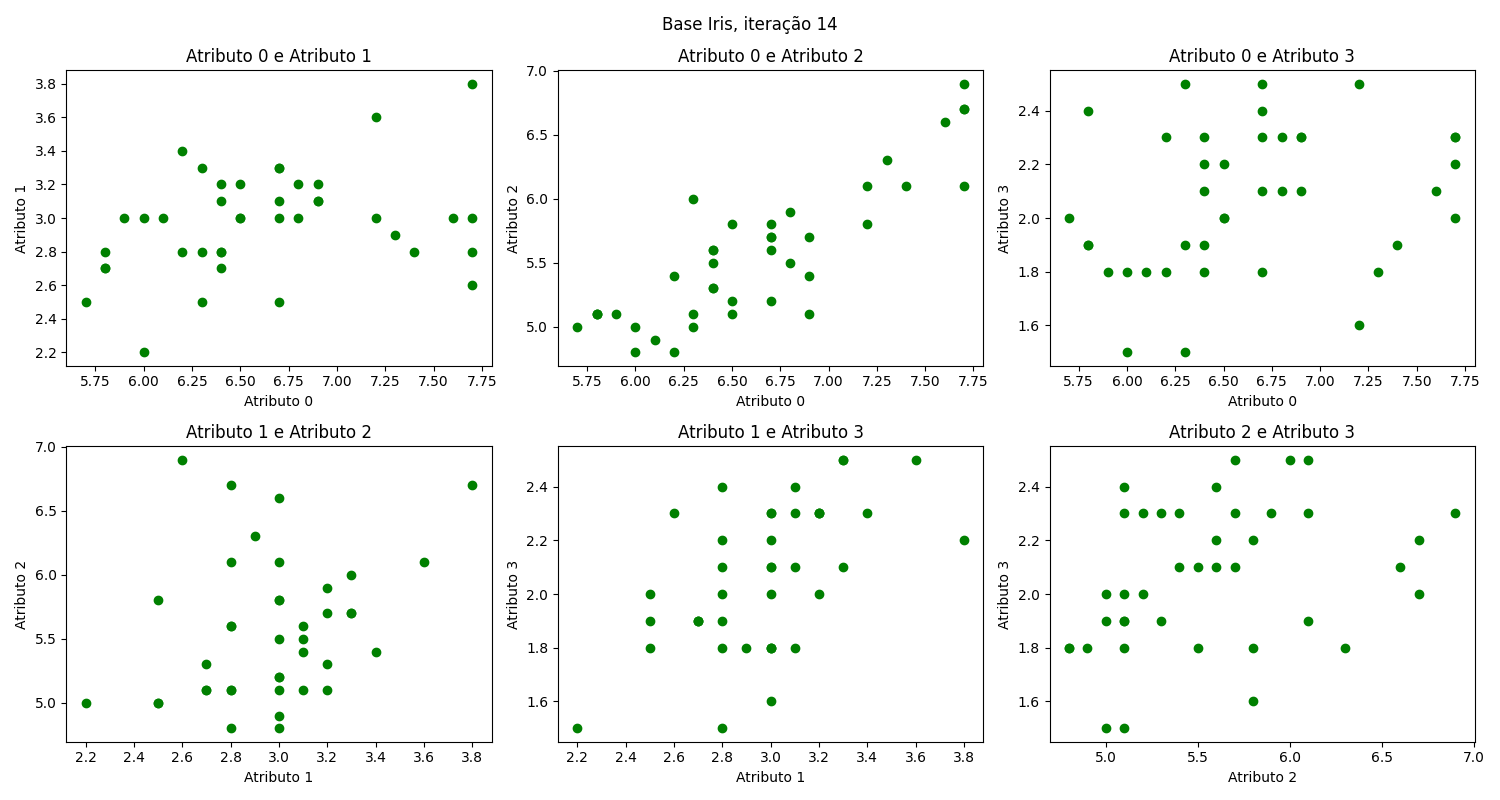 Base Iris, iteração 14
Atributo 0 e Atributo 1
3.8
3.6
3.4
3.2
3.0
2.8
2.6
2.4
2.2
Atributo 1
5.75 6.00 6.25 6.50 6.75 7.00 7.25 7.50 7.75
Atributo 0
Atributo 0 e Atributo 2
7.0
6.5
6.0
5.5
5.0
Atributo 2
5.75 6.00 6.25 6.50 6.75 7.00 7.25 7.50 7.75
Atributo 0
Atributo 0 e Atributo 3
2.4
2.2
2.0
1.8
1.6
Atributo 3
5.75 6.00 6.25 6.50 6.75 7.00 7.25 7.50 7.75
Atributo 0
Atributo 1 e Atributo 2
7.0
6.5
6.0
5.5
5.0
Atributo 2
2.2 2.4 2.6 2.8 3.0 3.2 3.4 3.6 3.8
Atributo 1
Atributo 1 e Atributo 3
2.4
2.2
2.0
1.8
1.6
Atributo 3
2.2 2.4 2.6 2.8 3.0 3.2 3.4 3.6 3.8
Atributo 1
Atributo 2 e Atributo 3
2.4
2.2
2.0
1.8
1.6
Atributo 3
5.0 5.5 6.0 6.5 7.0
Atributo 2